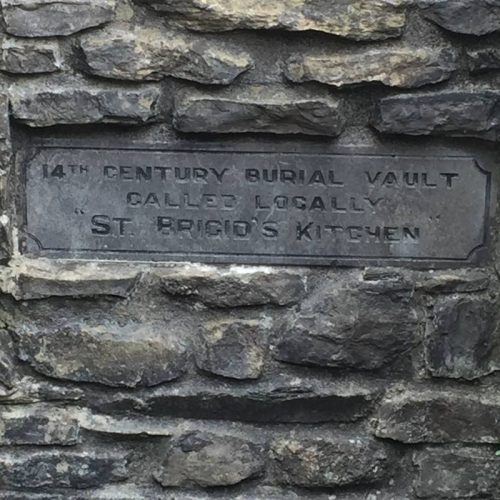 14TH CENTURY BURIAL VAULT
CALLED LOCALLY
"ST. BRIGID'S KITCHEN"